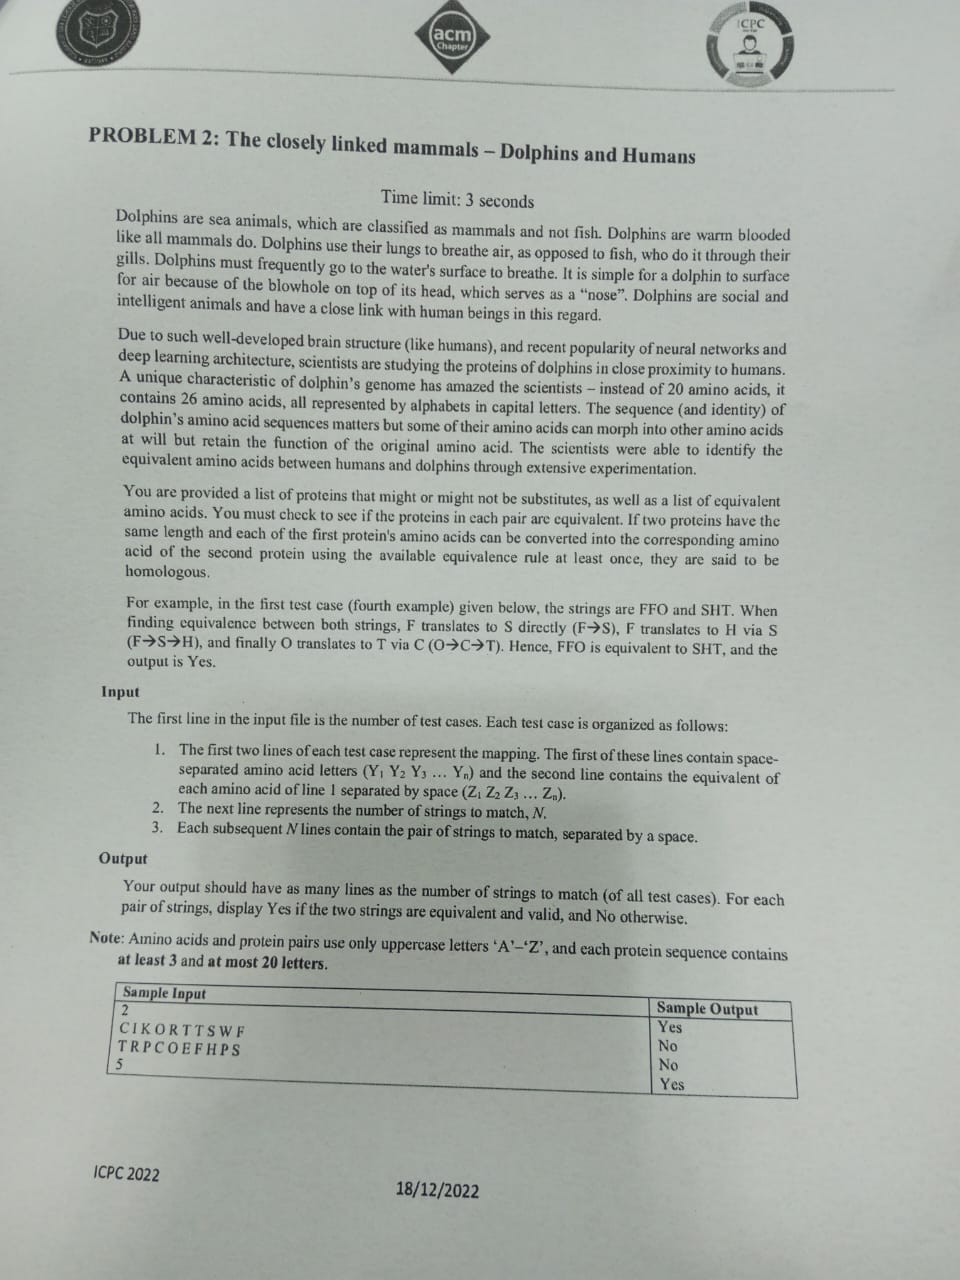 acm
Chapter
ICPC
PROBLEM 2: The closely linked mammals – Dolphins and Humans
Time limit: 3 seconds
Dolphins are sea animals, which are classified as mammals and not fish. Dolphins are warm blooded
like all mammals do. Dolphins use their lungs to breathe air, as opposed to fish, who do it through their
gills. Dolphins must frequently go to the water's surface to breathe. It is simple for a dolphin to surface
for air because of the blowhole on top of its head, which serves as a “nose”. Dolphins are social and
intelligent animals and have a close link with human beings in this regard.
Due to such well-developed brain structure (like humans), and recent popularity of neural networks and
deep learning architecture, scientists are studying the proteins of dolphins in close proximity to humans.
A unique characteristic of dolphin’s genome has amazed the scientists – instead of 20 amino acids, it
contains 26 amino acids, all represented by alphabets in capital letters. The sequence (and identity) of
dolphin’s amino acid sequences matters but some of their amino acids can morph into other amino acids
at will but retain the function of the original amino acid. The scientists were able to identify the
equivalent amino acids between humans and dolphins through extensive experimentation.
You are provided a list of proteins that might or might not be substitutes, as well as a list of equivalent
amino acids. You must check to see if the proteins in each pair are equivalent. If two proteins have the
same length and each of the first protein's amino acids can be converted into the corresponding amino
acid of the second protein using the available equivalence rule at least once, they are said to be
homologous.
For example, in the first test case (fourth example) given below, the strings are FFO and SHT. When
finding equivalence between both strings, F translates to S directly (F→S), F translates to H via S
(F→S→H), and finally O translates to T via C (O→C→T). Hence, FFO is equivalent to SHT, and the
output is Yes.
Input
The first line in the input file is the number of test cases. Each test case is organized as follows:
1. The first two lines of each test case represent the mapping. The first of these lines contain space-
separated amino acid letters (Y₁ Y₂ Y₃ ... Yₙ) and the second line contains the equivalent of
each amino acid of line 1 separated by space (Z₁ Z₂ Z₃ ... Zₙ).
2. The next line represents the number of strings to match, N.
3. Each subsequent N lines contain the pair of strings to match, separated by a space.
Output
Your output should have as many lines as the number of strings to match (of all test cases). For each
pair of strings, display Yes if the two strings are equivalent and valid, and No otherwise.
Note: Amino acids and protein pairs use only uppercase letters ‘A’–‘Z’, and each protein sequence contains
at least 3 and at most 20 letters.
Sample Input
2
C I K O R T T S W F
T R P C O E F H P S
5
Sample Output
Yes
No
No
Yes
ICPC 2022
18/12/2022